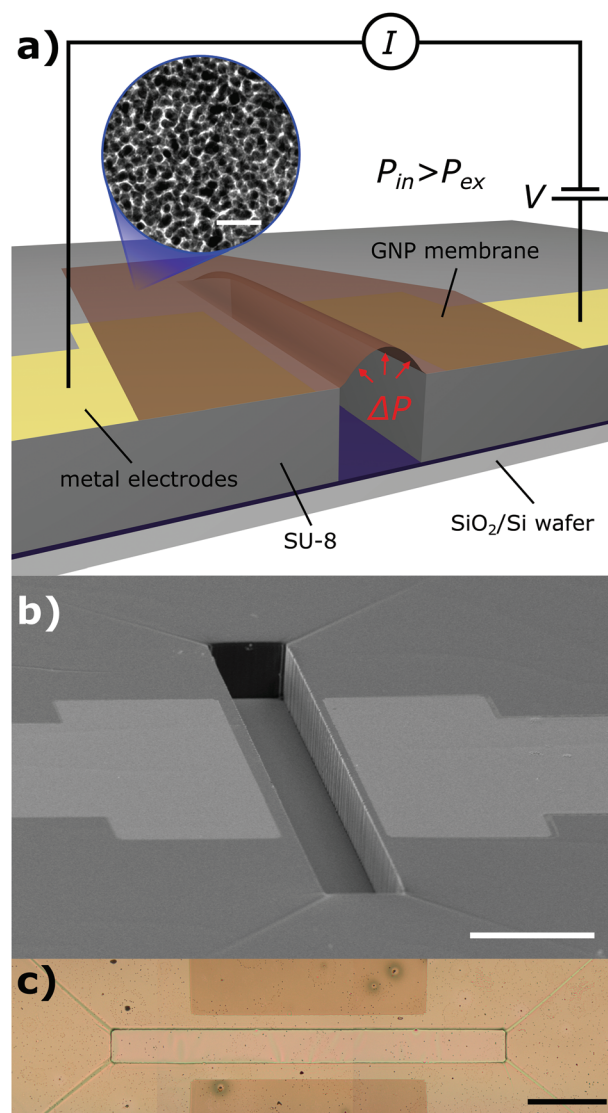 a)
I
P_in>P_ex
V
GNP membrane
ΔP
metal electrodes
SU-8
SiO₂/Si wafer
b)
c)